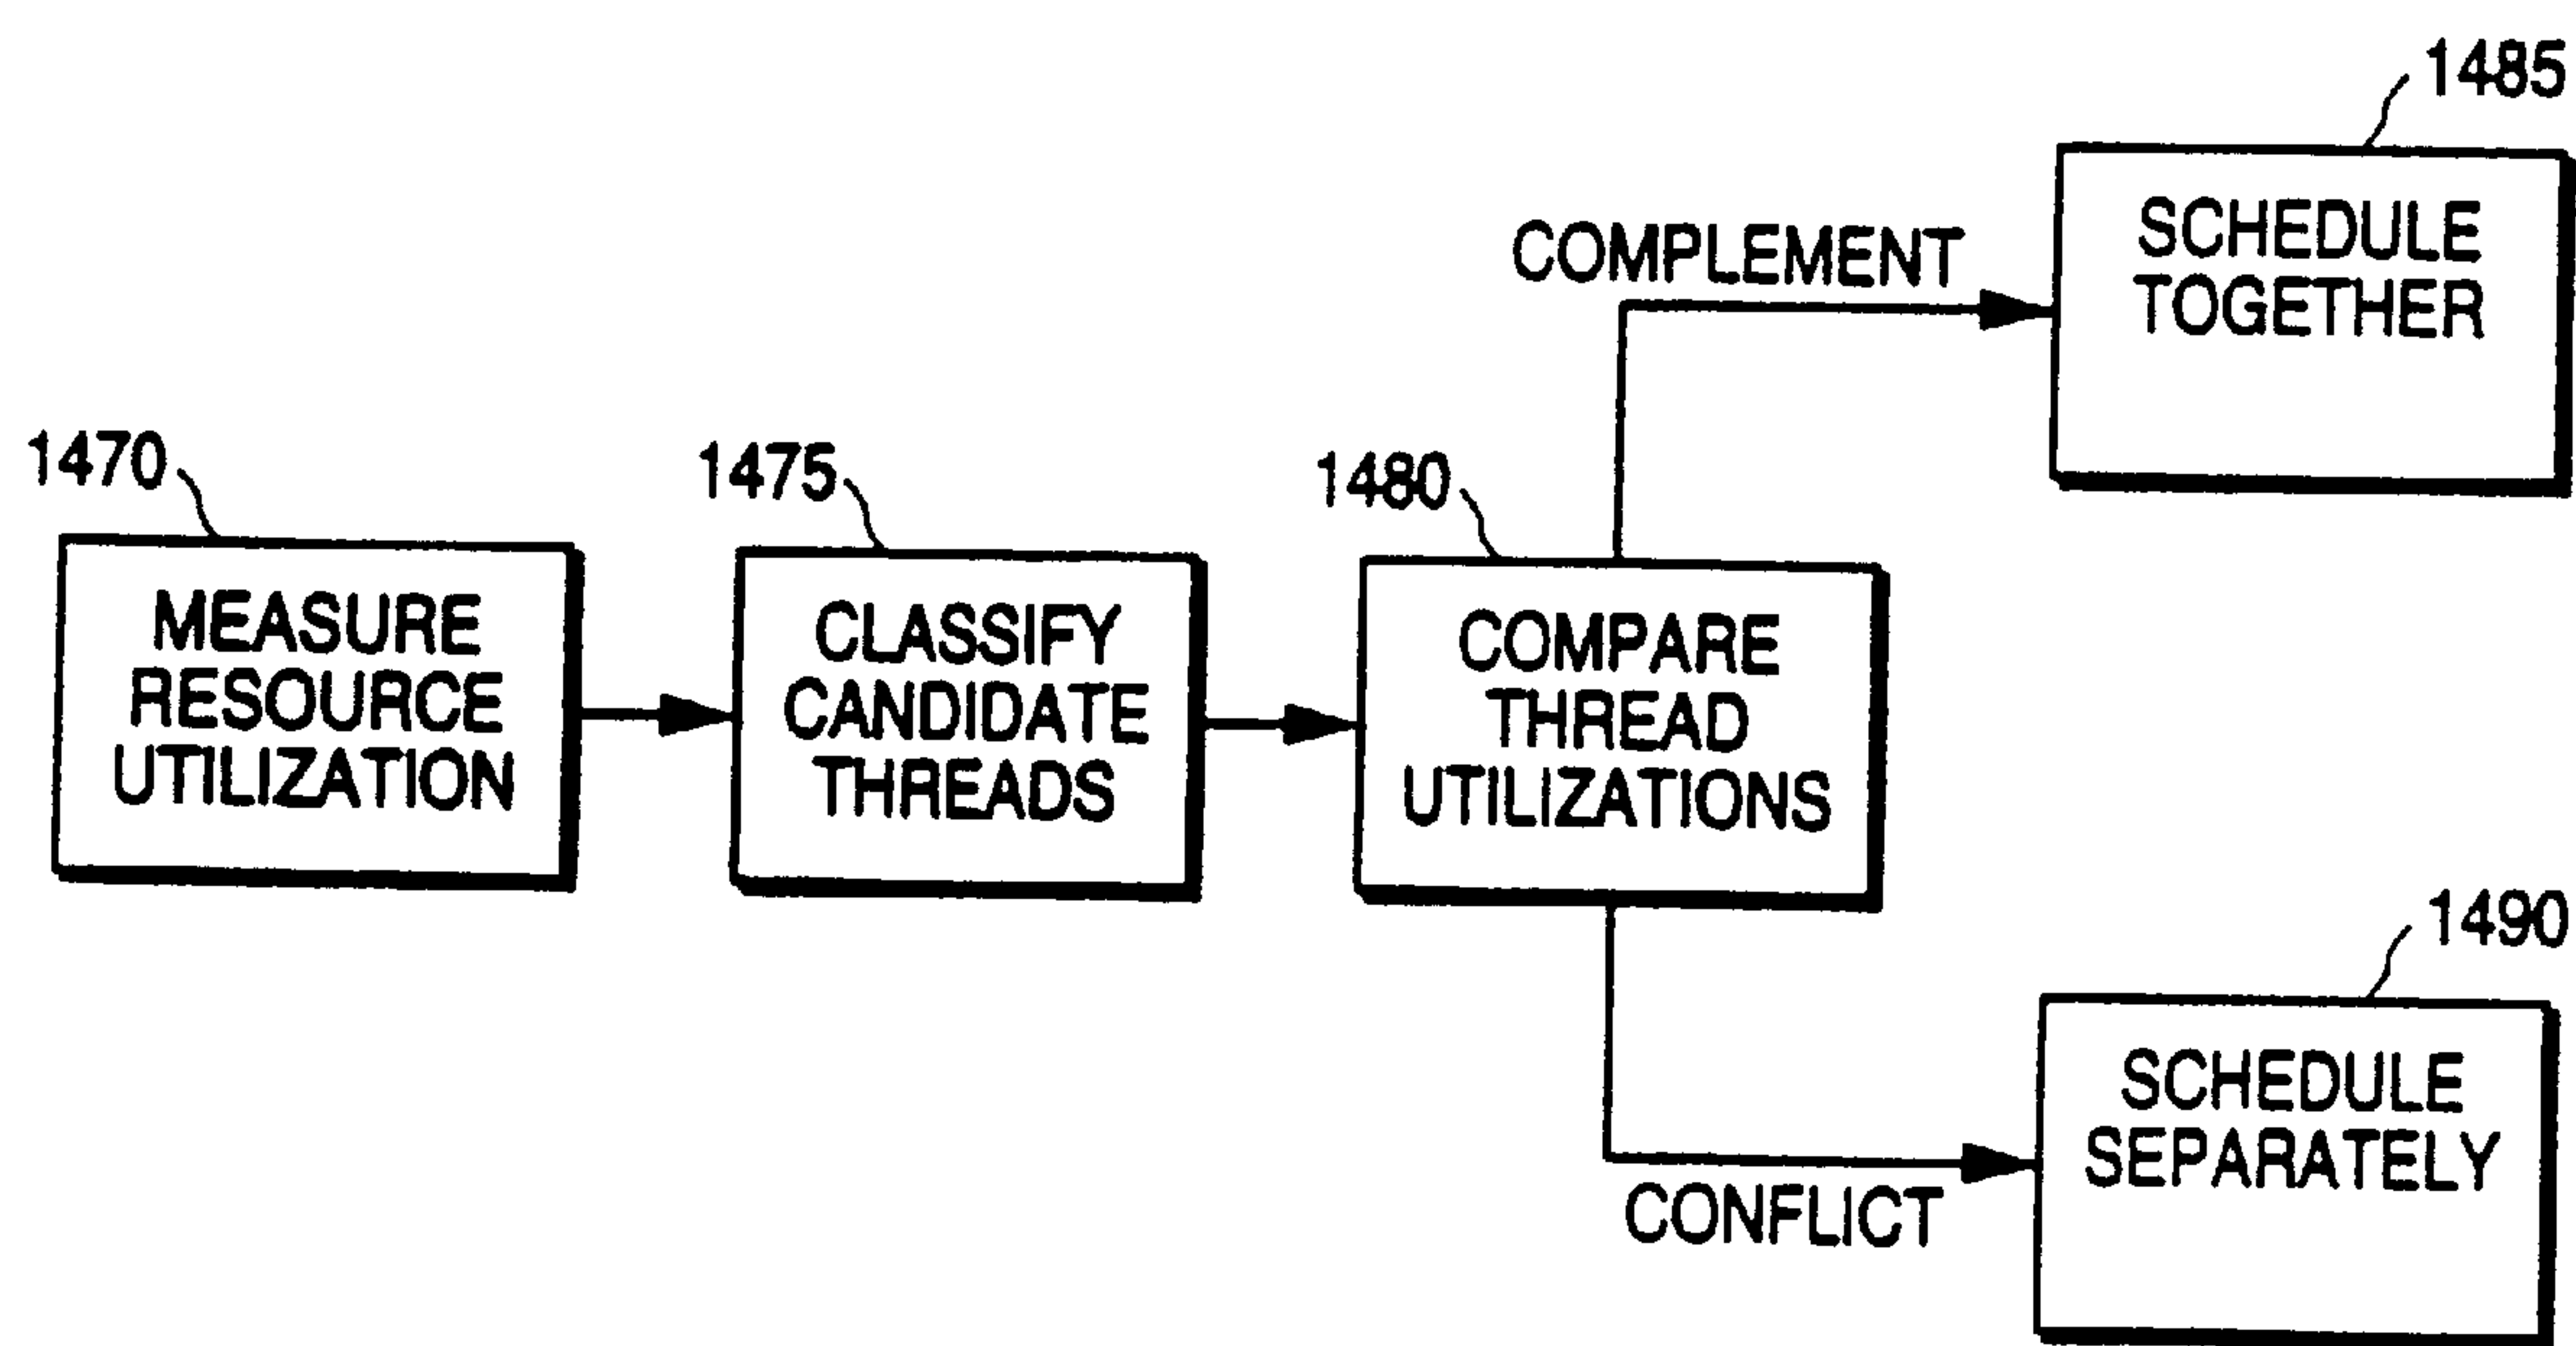 1470
MEASURE
RESOURCE
UTILIZATION
1475
CLASSIFY
CANDIDATE
THREADS
1480
COMPARE
THREAD
UTILIZATIONS
COMPLEMENT
1485
SCHEDULE
TOGETHER
CONFLICT
1490
SCHEDULE
SEPARATELY